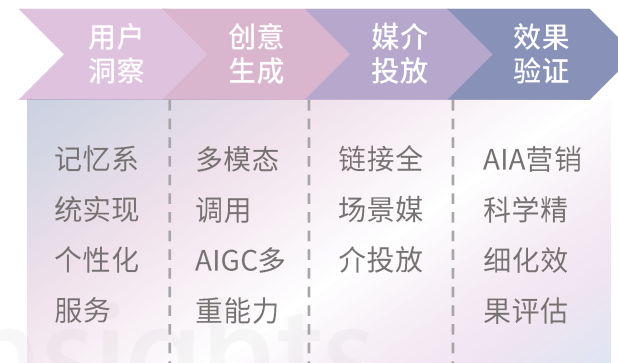 用户
洞察
创意
生成
媒介
投放
效果
验证
记忆系
统实现
个性化
服务
多模态
调用
AIGC多
重能力
链接全
场景媒
介投放
AIA营销
科学精
细化效
果评估
nsights